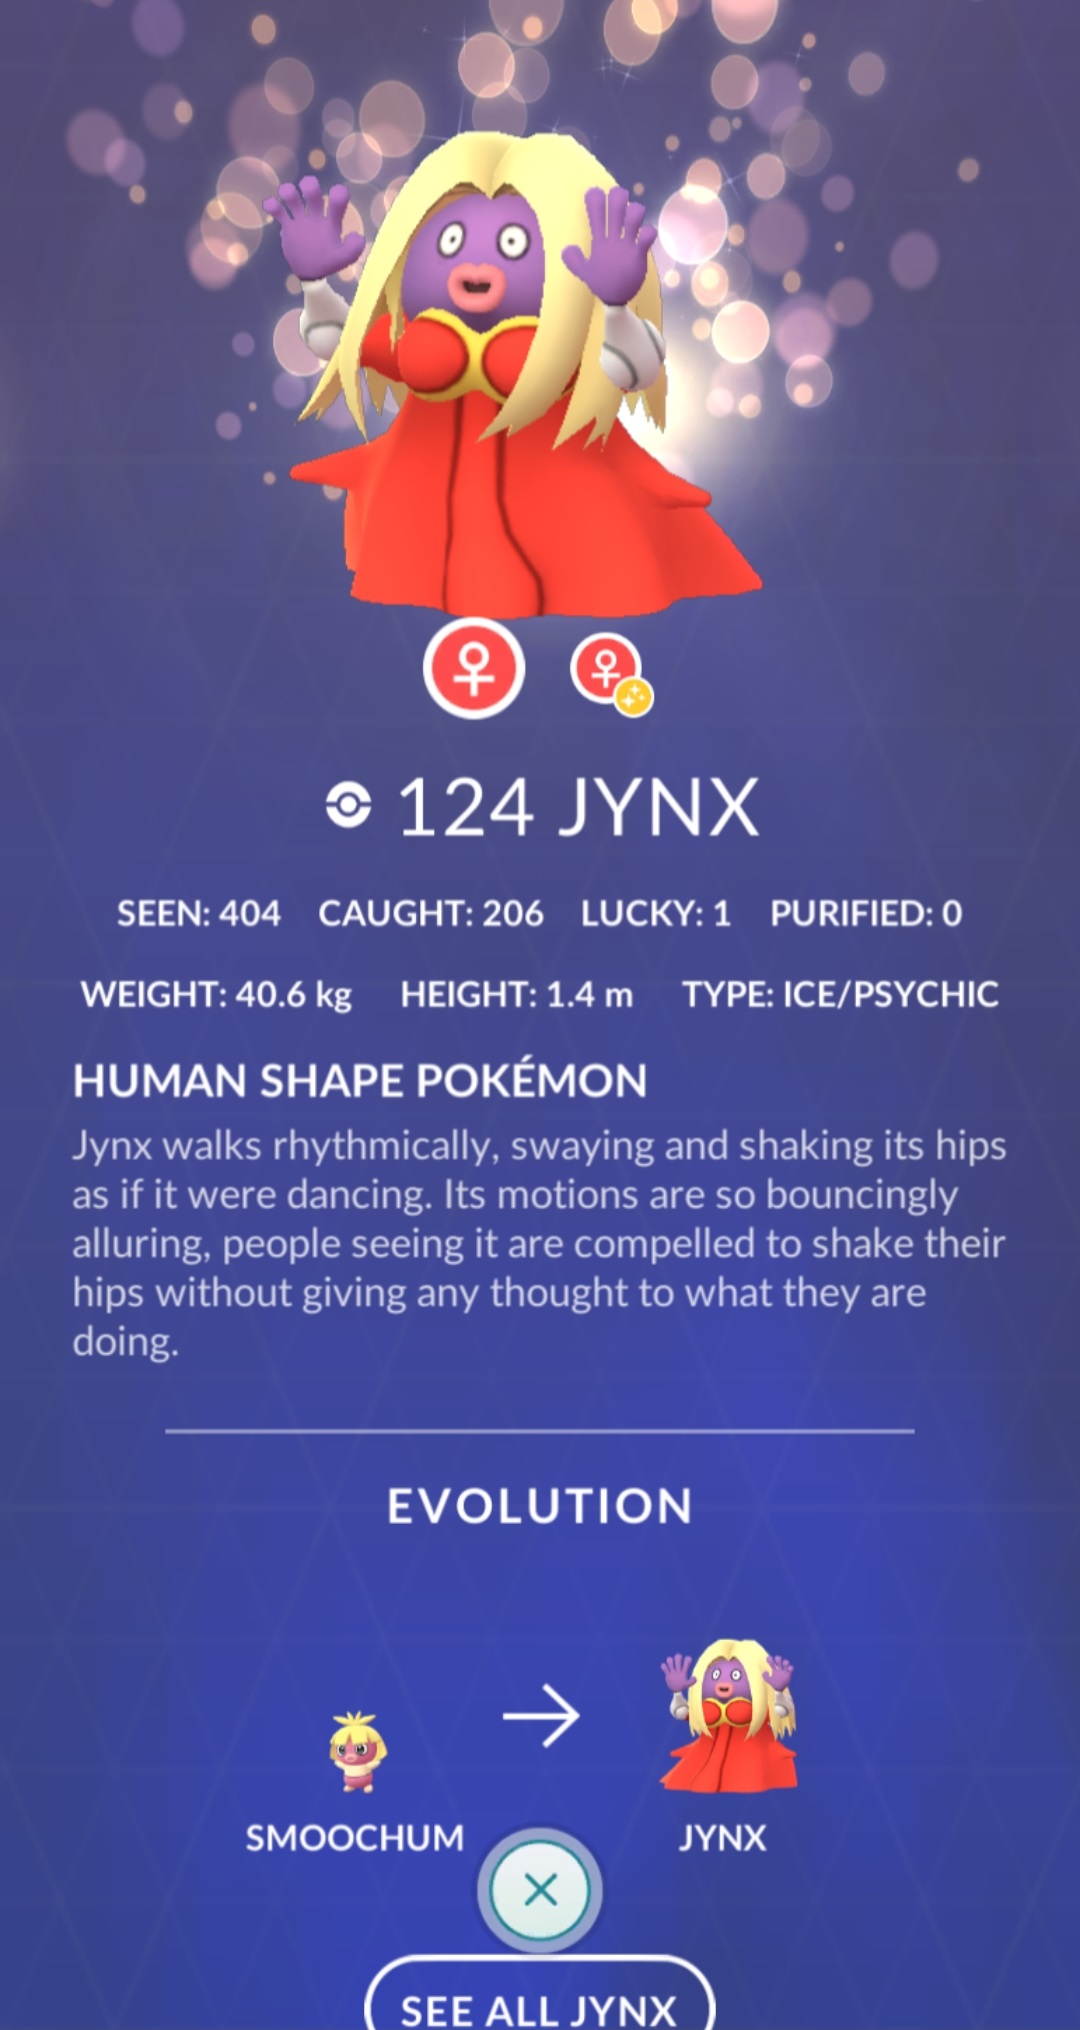 124 JYNX
SEEN: 404 CAUGHT: 206 LUCKY: 1 PURIFIED: 0
WEIGHT: 40.6 kg HEIGHT: 1.4 m TYPE: ICE/PSYCHIC
HUMAN SHAPE POKÉMON
Jynx walks rhythmically, swaying and shaking its hips
as if it were dancing. Its motions are so bouncingly
alluring, people seeing it are compelled to shake their
hips without giving any thought to what they are
doing.
EVOLUTION
SMOOCHUM JYNX
SEE ALL JYNX